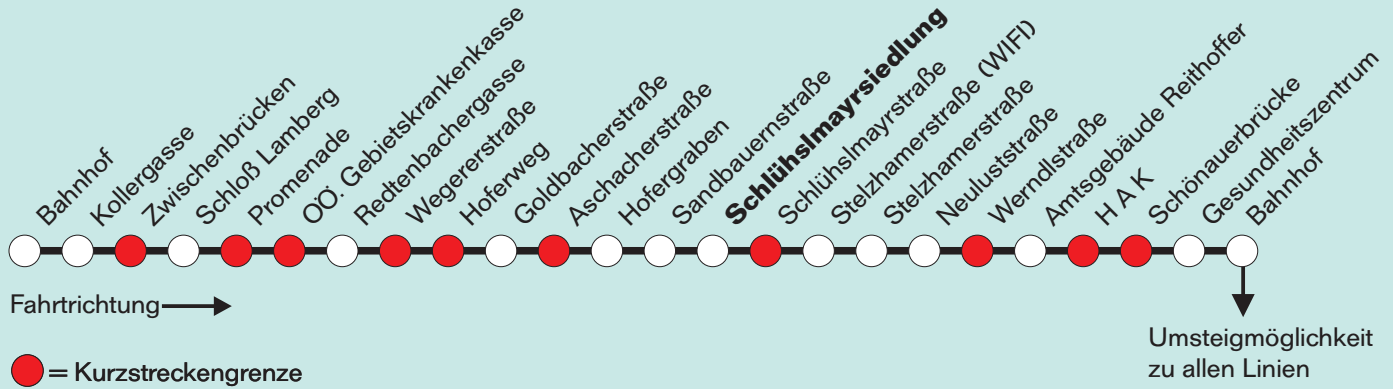 Bahnhof
Kollergasse
Zwischenbrücken
Schloß Lamberg
Promenade
OÖ. Gebietskrankenkasse
Redtenbachergasse
Wegererstraße
Hoferweg
Goldbacherstraße
Aschacherstraße
Hofergraben
Sandbauernstraße
Schlühslmayrsiedlung
Schlühslmayrstraße
Stelzhamerstraße (WIFI)
Stelzhamerstraße
Neuluststraße
Werndlstraße
Amtsgebäude Reithoffer
H A K
Schönauerbrücke
Gesundheitszentrum
Bahnhof
Fahrtrichtung
Umsteigmöglichkeit
zu allen Linien
= Kurzstreckengrenze